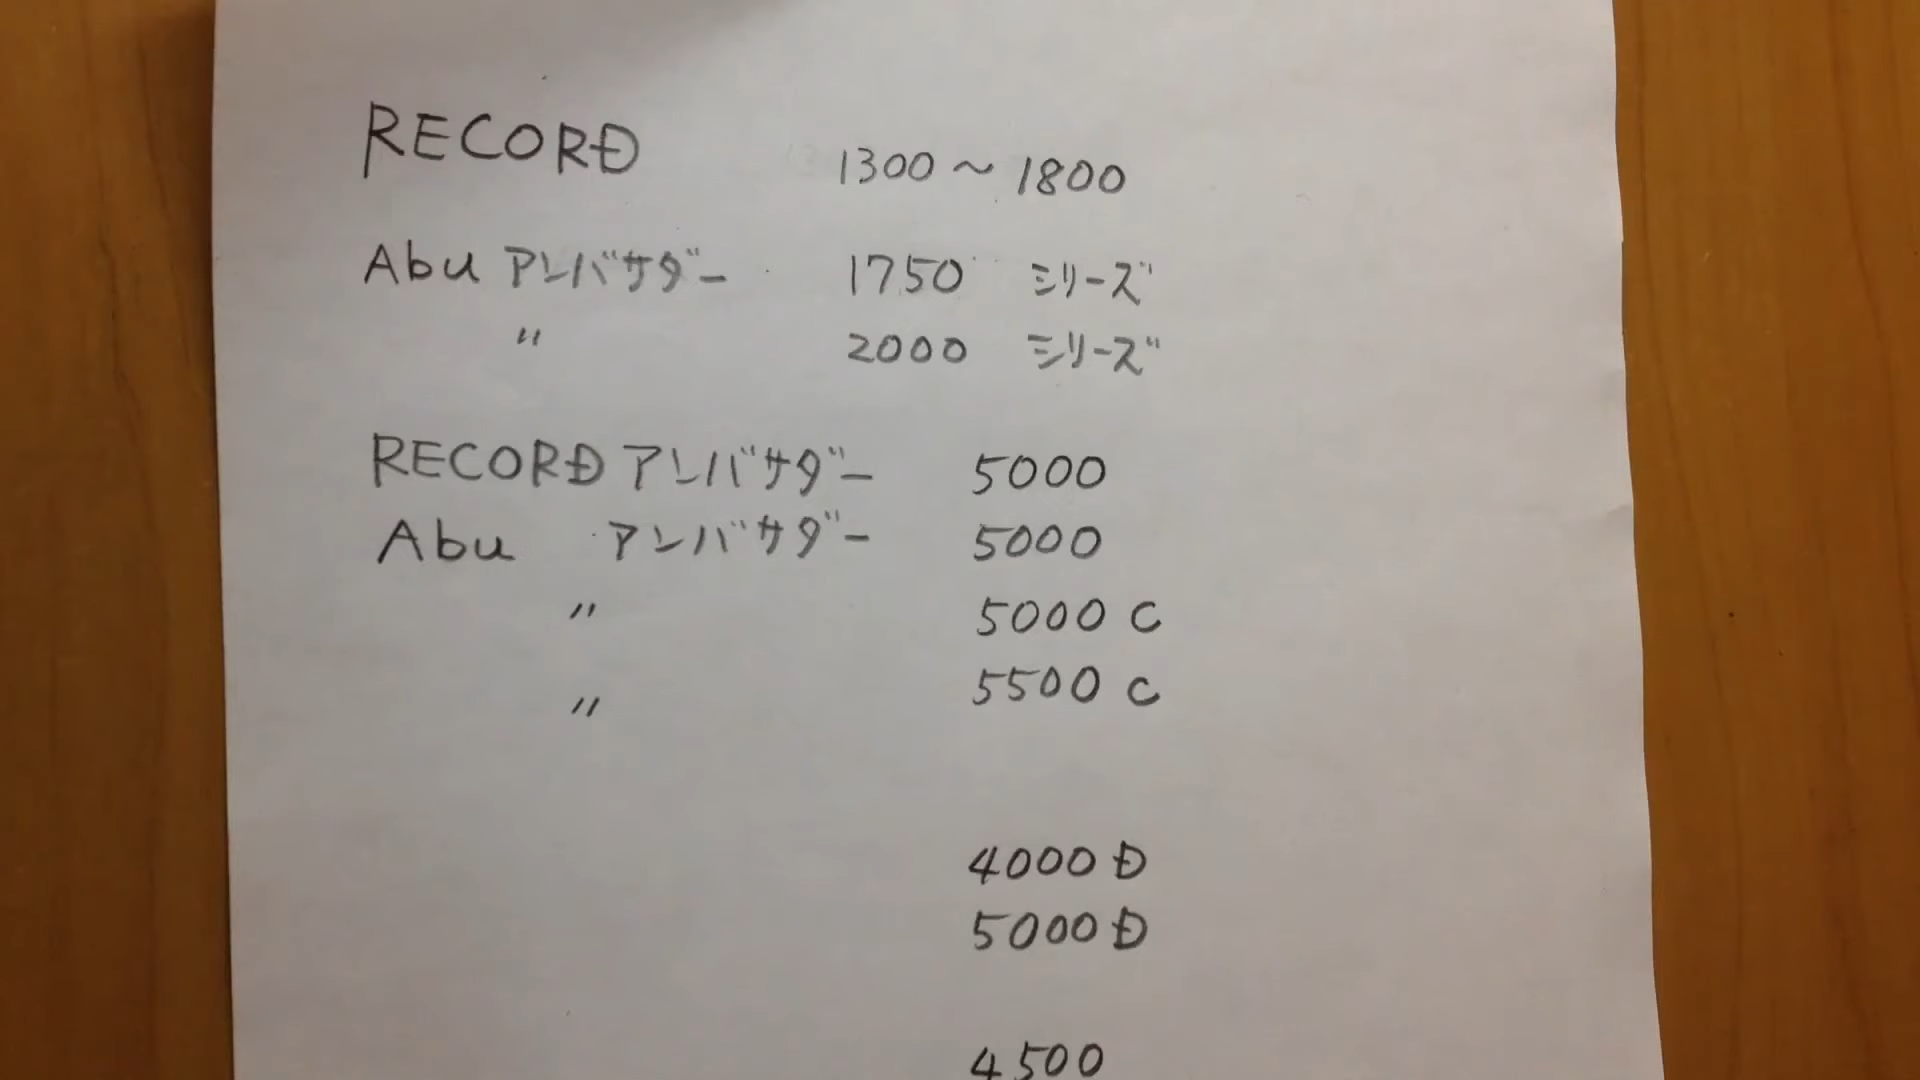 RECORD 1300～1800
Abu アンバサダー 1750 シリーズ
〃 2000 シリーズ
RECORD アンバサダー 5000
Abu アンバサダー 5000
〃 5000 C
〃 5500 C
4000 D
5000 D
4500